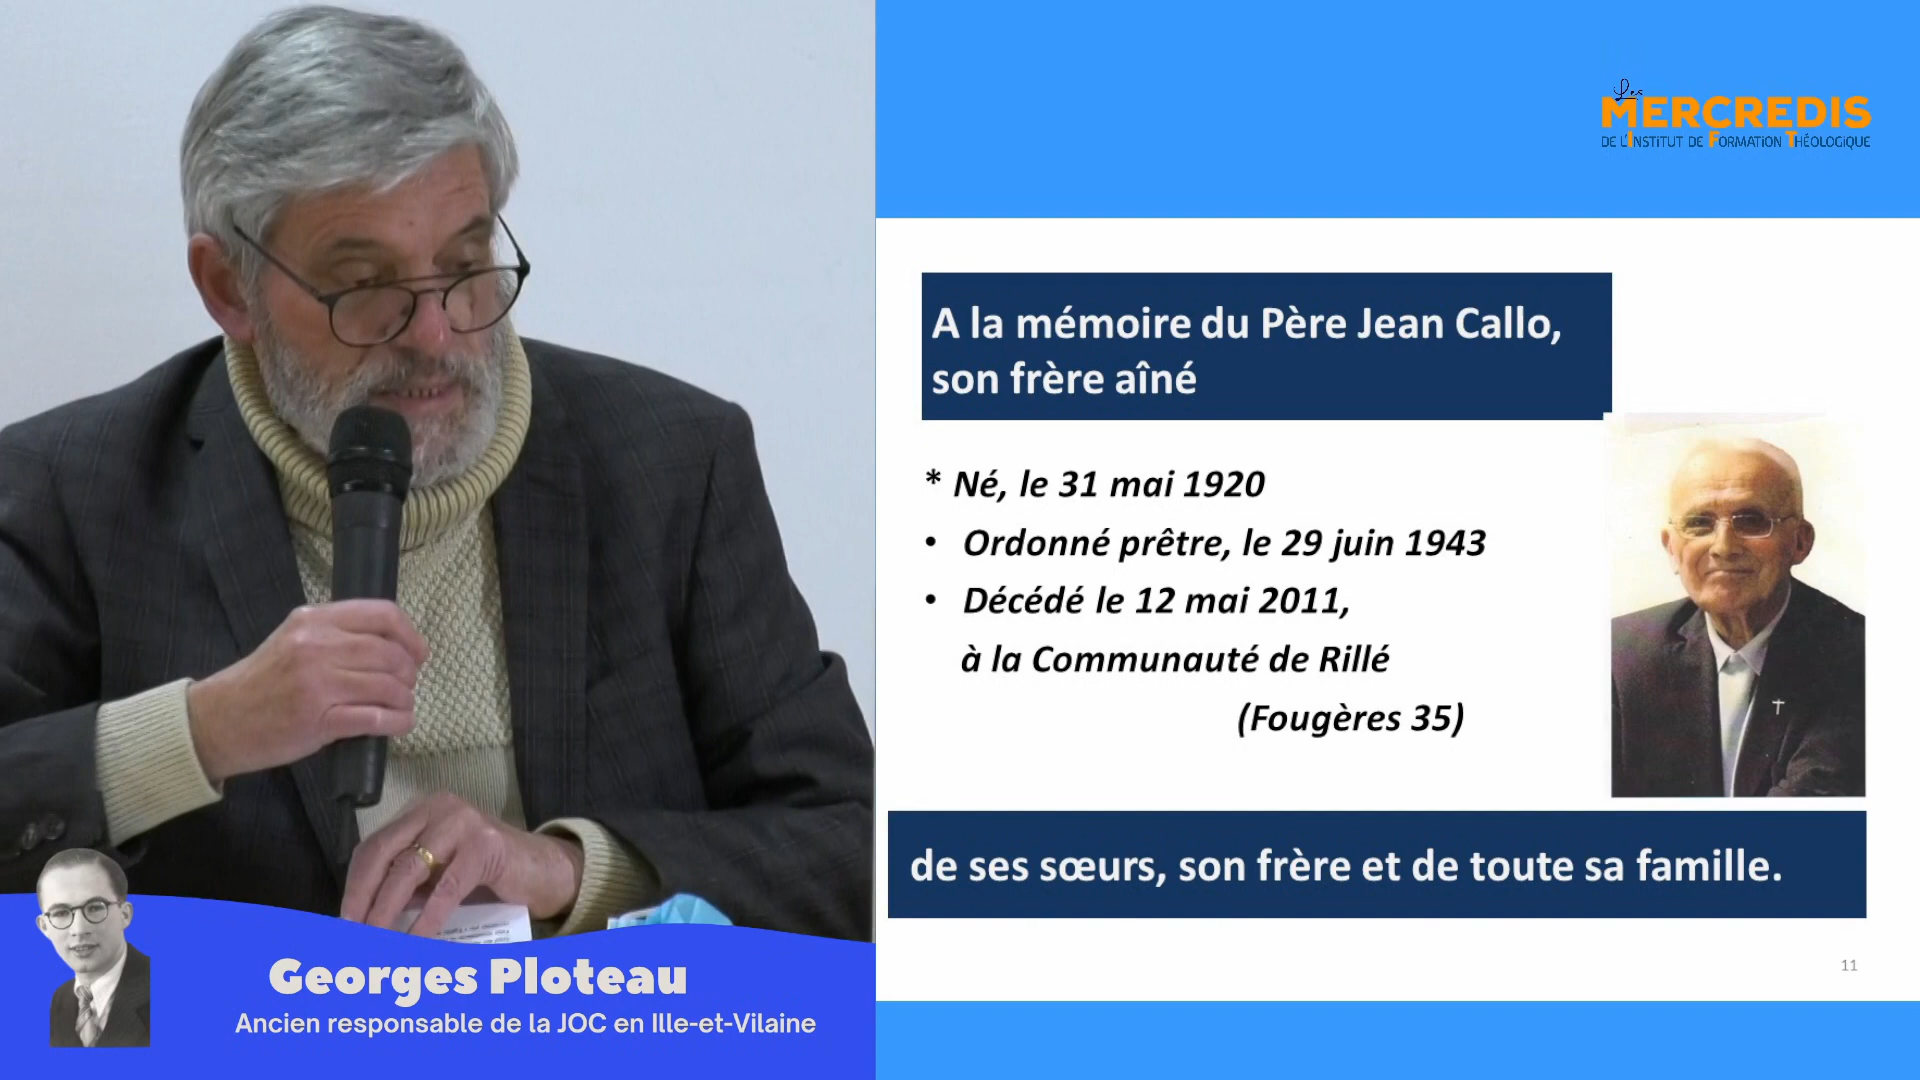 Les
MERCREDIS
DE L'INSTITUT DE FORMATION THÉOLOGIQUE
A la mémoire du Père Jean Callo,
son frère aîné
* Né, le 31 mai 1920
• Ordonné prêtre, le 29 juin 1943
• Décédé le 12 mai 2011,
à la Communauté de Rillé
(Fougères 35)
de ses sœurs, son frère et de toute sa famille.
11
Georges Ploteau
Ancien responsable de la JOC en Ille-et-Vilaine